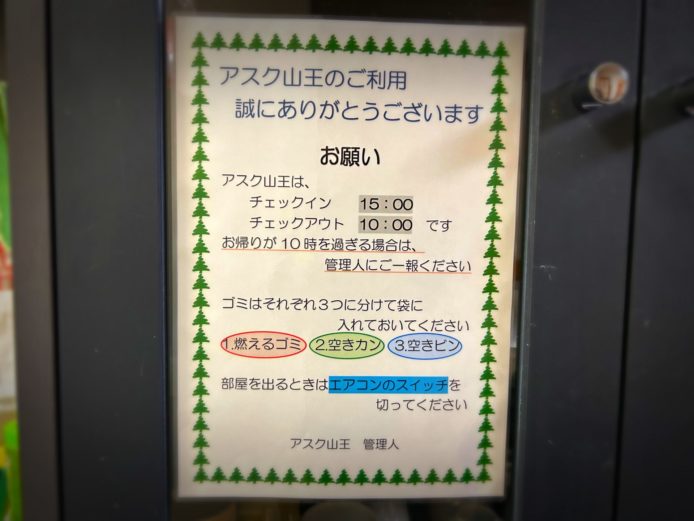 アスク山王のご利用
誠にありがとうございます
お願い
アスク山王は、
チェックイン　15：00
チェックアウト　10：00　です
お帰りが10時を過ぎる場合は、
管理人にご一報ください
ゴミはそれぞれ３つに分けて袋に
入れておいてください
1.燃えるゴミ　2.空きカン　3.空きビン
部屋を出るときはエアコンのスイッチを
切ってください
アスク山王　管理人